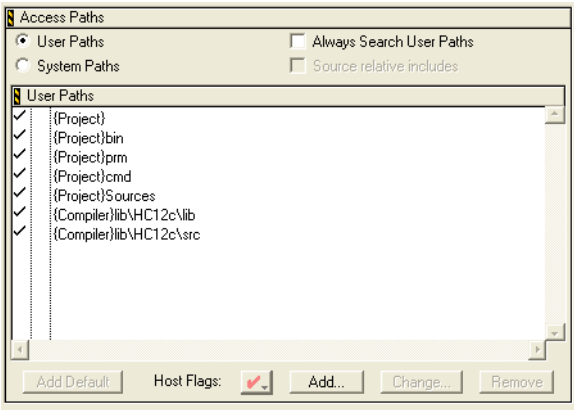 Access Paths
User Paths
Always Search User Paths
System Paths
Source relative includes
User Paths
{Project}
{Project}bin
{Project}prm
{Project}cmd
{Project}Sources
{Compiler}lib\HC12c\lib
{Compiler}lib\HC12c\src
Add Default Host Flags: Add... Change... Remove